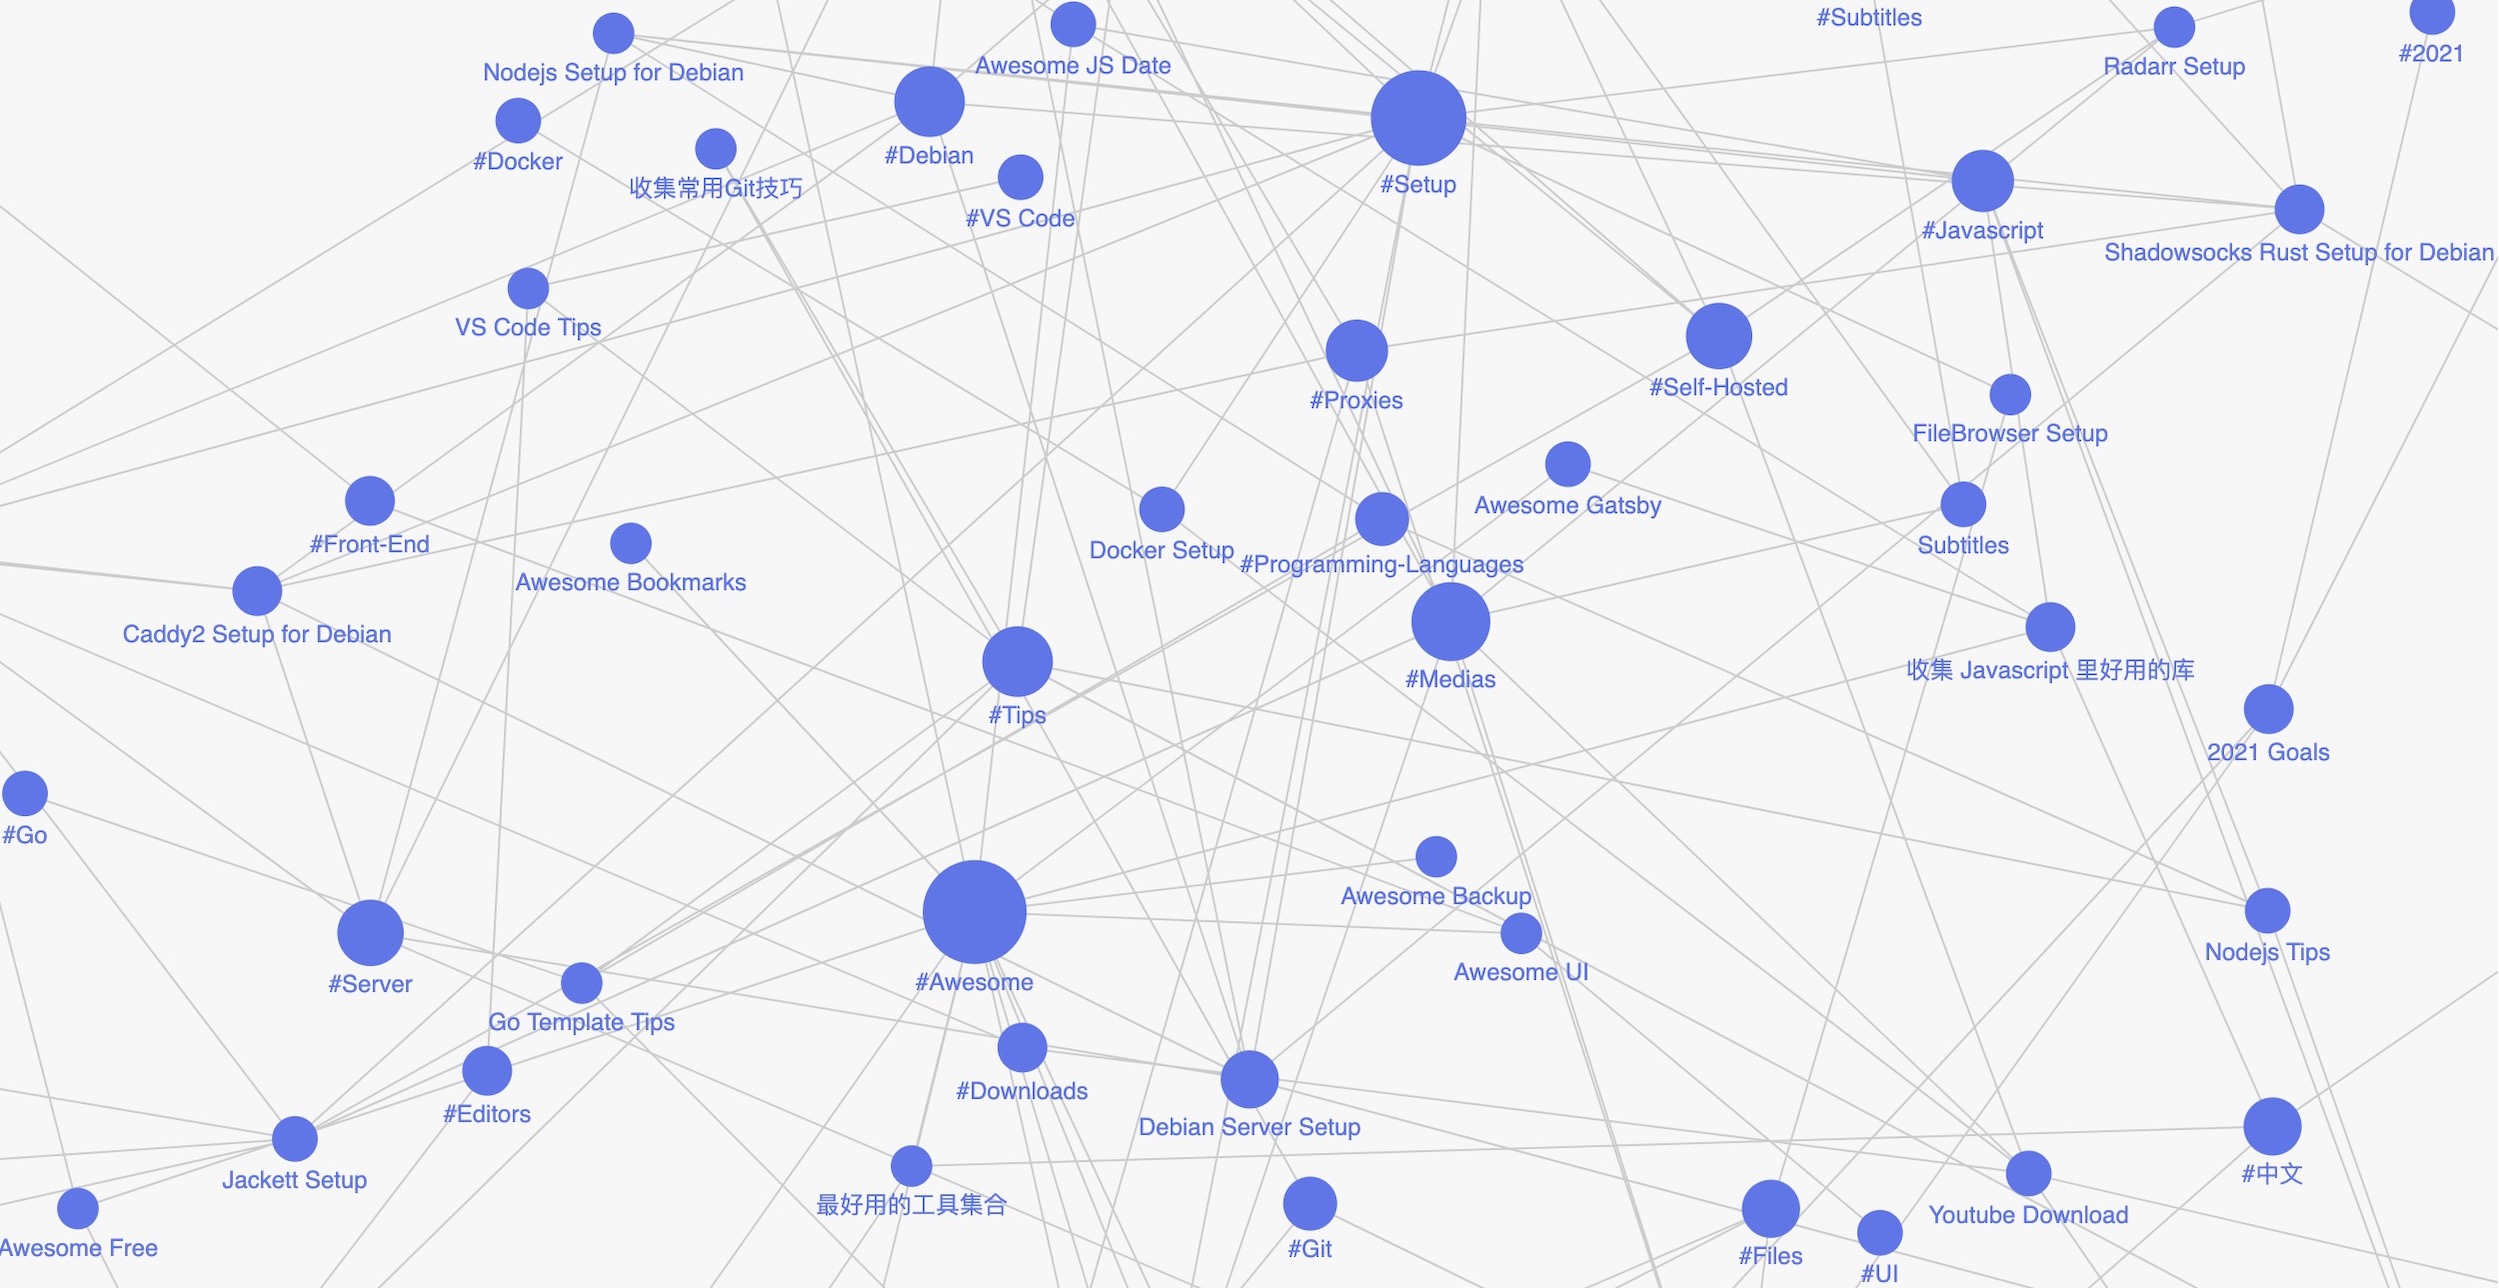 #Subtitles
#2021
Nodejs Setup for Debian
Awesome JS Date
Radarr Setup
#Docker
#Debian
收集常用Git技巧
#Setup
#VS Code
#Javascript
Shadowsocks Rust Setup for Debian
VS Code Tips
#Proxies
#Self-Hosted
FileBrowser Setup
Awesome Gatsby
#Front-End
Docker Setup
#Programming-Languages
Subtitles
Awesome Bookmarks
Caddy2 Setup for Debian
#Medias
收集 Javascript 里好用的库
#Tips
2021 Goals
#Go
Awesome Backup
#Server
#Awesome
Awesome UI
Nodejs Tips
Go Template Tips
#Downloads
#Editors
Debian Server Setup
Jackett Setup
#中文
最好用的工具集合
Youtube Download
Awesome Free
#Git
#Files
#UI